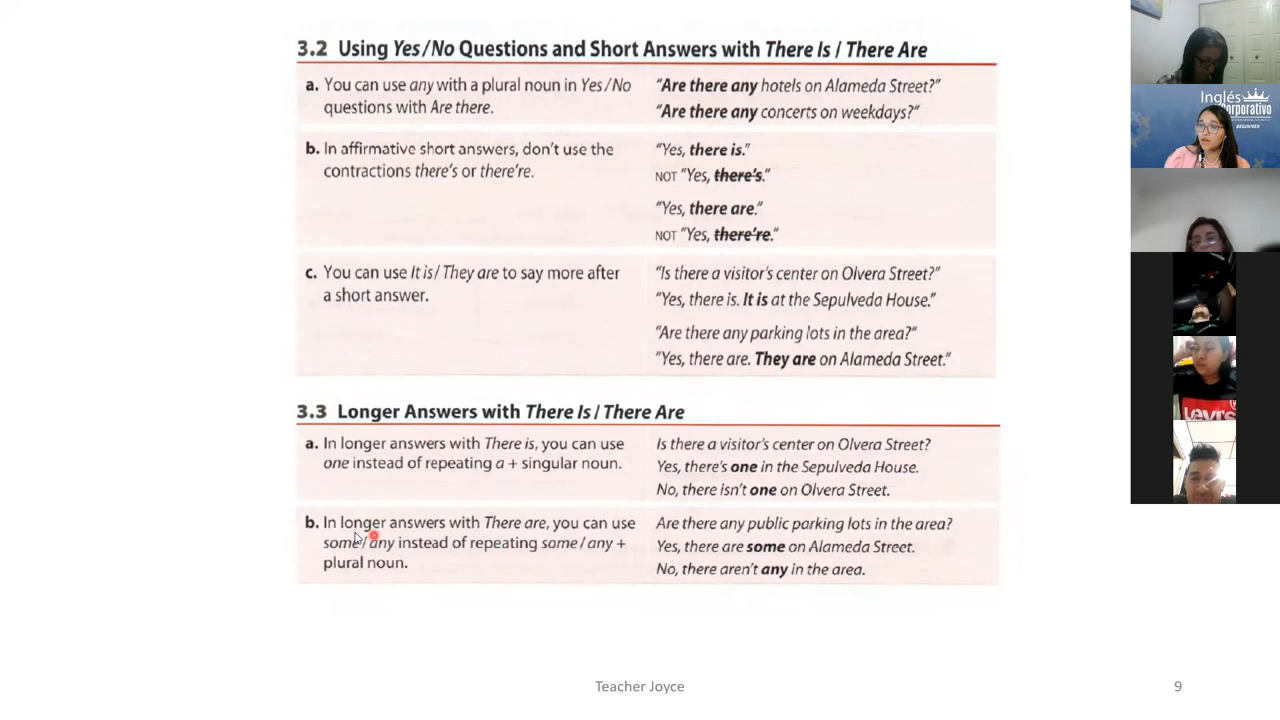 3.2 Using Yes/No Questions and Short Answers with There Is / There Are
a. You can use any with a plural noun in Yes/No
questions with Are there.
"Are there any hotels on Alameda Street?"
"Are there any concerts on weekdays?"
b. In affirmative short answers, don't use the
contractions there's or there're.
"Yes, there is."
NOT "Yes, there's."
"Yes, there are."
NOT "Yes, there're."
c. You can use It is / They are to say more after
a short answer.
"Is there a visitor's center on Olvera Street?"
"Yes, there is. It is at the Sepulveda House."
"Are there any parking lots in the area?"
"Yes, there are. They are on Alameda Street."
3.3 Longer Answers with There Is / There Are
a. In longer answers with There is, you can use
one instead of repeating a + singular noun.
Is there a visitor's center on Olvera Street?
Yes, there's one in the Sepulveda House.
No, there isn't one on Olvera Street.
b. In longer answers with There are, you can use
some / any instead of repeating some / any +
plural noun.
Are there any public parking lots in the area?
Yes, there are some on Alameda Street.
No, there aren't any in the area.
Teacher Joyce
9
Inglés
Corporativo
BEGINNER
Levi's